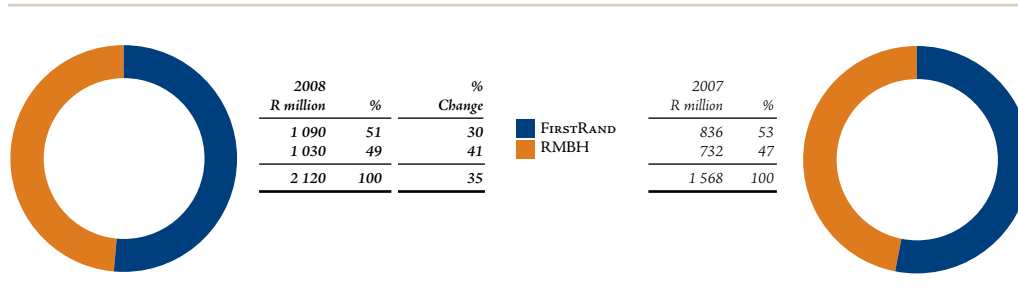 2008 %
R million % Change
1 090 51 30
1 030 49 41
2 120 100 35
FirstRand
RMBH
2007
R million %
836 53
732 47
1 568 100